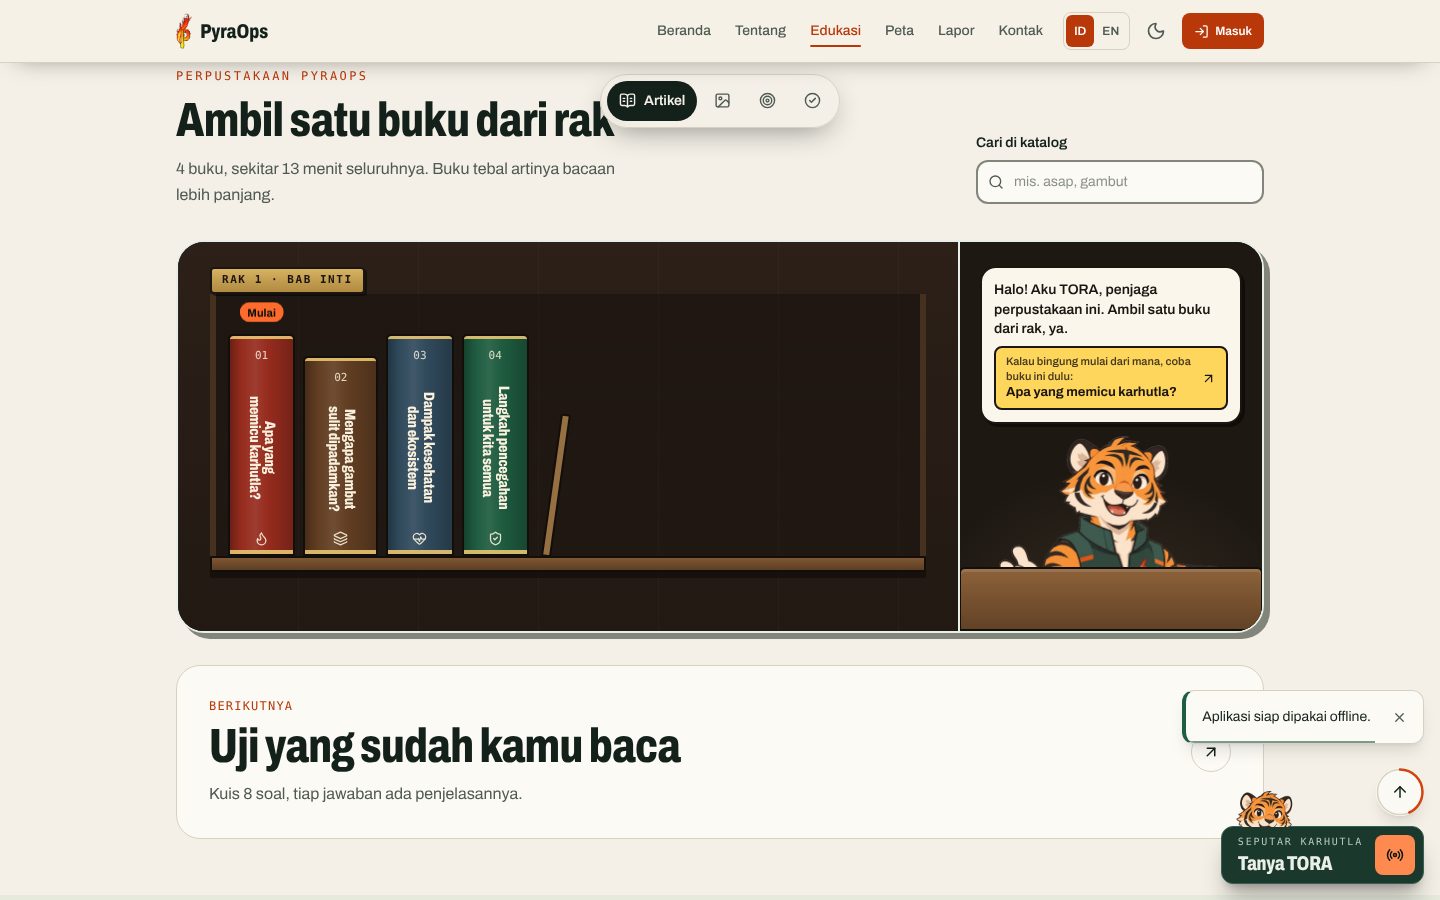 PyraOps
Beranda
Tentang
Edukasi
Peta
Lapor
Kontak
ID
EN
Masuk
PERPUSTAKAAN PYRAOPS
Ambil satu buku dari rak
Artikel
4 buku, sekitar 13 menit seluruhnya. Buku tebal artinya bacaan
lebih panjang.
Cari di katalog
mis. asap, gambut
RAK 1 · BAB INTI
Mulai
01
Apa yang
memicu karhutla?
02
Mengapa gambut
sulit dipadamkan?
03
Dampak kesehatan
dan ekosistem
04
Langkah pencegahan
untuk kita semua
Halo! Aku TORA, penjaga
perpustakaan ini. Ambil satu buku
dari rak, ya.
Kalau bingung mulai dari mana, coba
buku ini dulu:
Apa yang memicu karhutla?
BERIKUTNYA
Uji yang sudah kamu baca
Kuis 8 soal, tiap jawaban ada penjelasannya.
Aplikasi siap dipakai offline.
SEPUTAR KARHUTLA
Tanya TORA